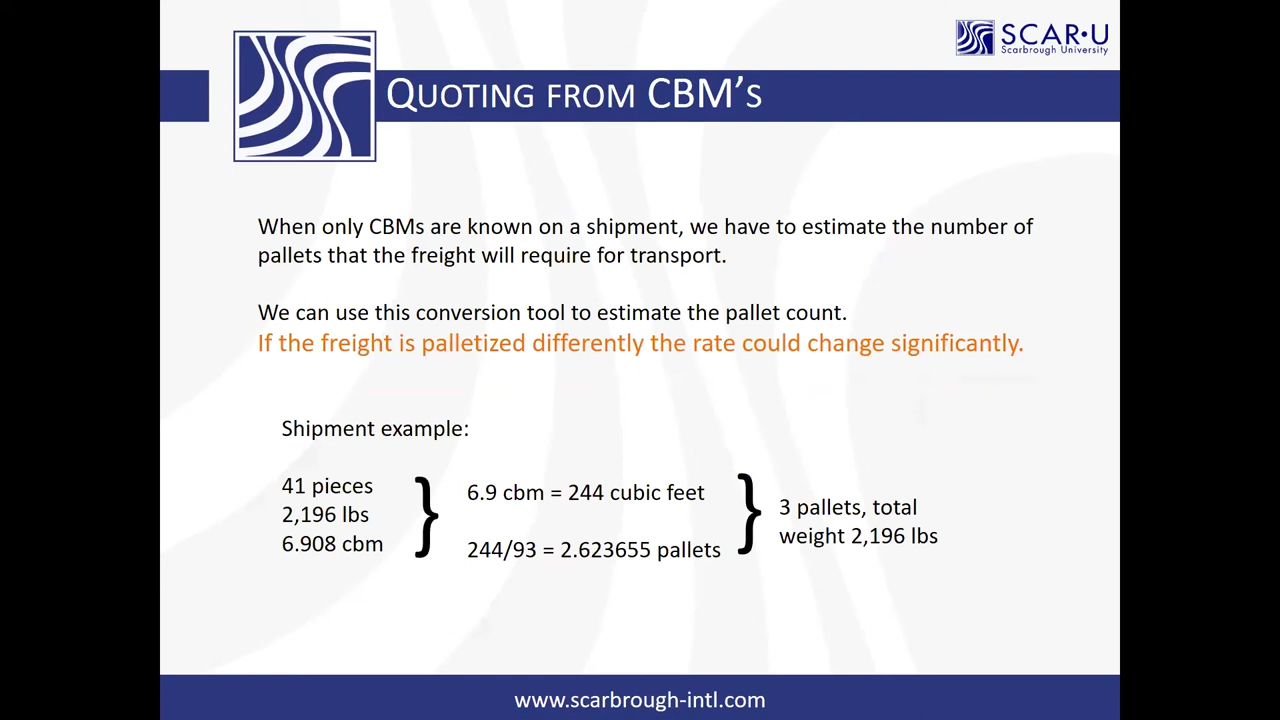 SCAR•U
Scarbrough University
QUOTING FROM CBM'S
When only CBMs are known on a shipment, we have to estimate the number of
pallets that the freight will require for transport.
We can use this conversion tool to estimate the pallet count.
If the freight is palletized differently the rate could change significantly.
Shipment example:
41 pieces
2,196 lbs
6.908 cbm
}
6.9 cbm = 244 cubic feet
244/93 = 2.623655 pallets
}
3 pallets, total
weight 2,196 lbs
www.scarbrough-intl.com